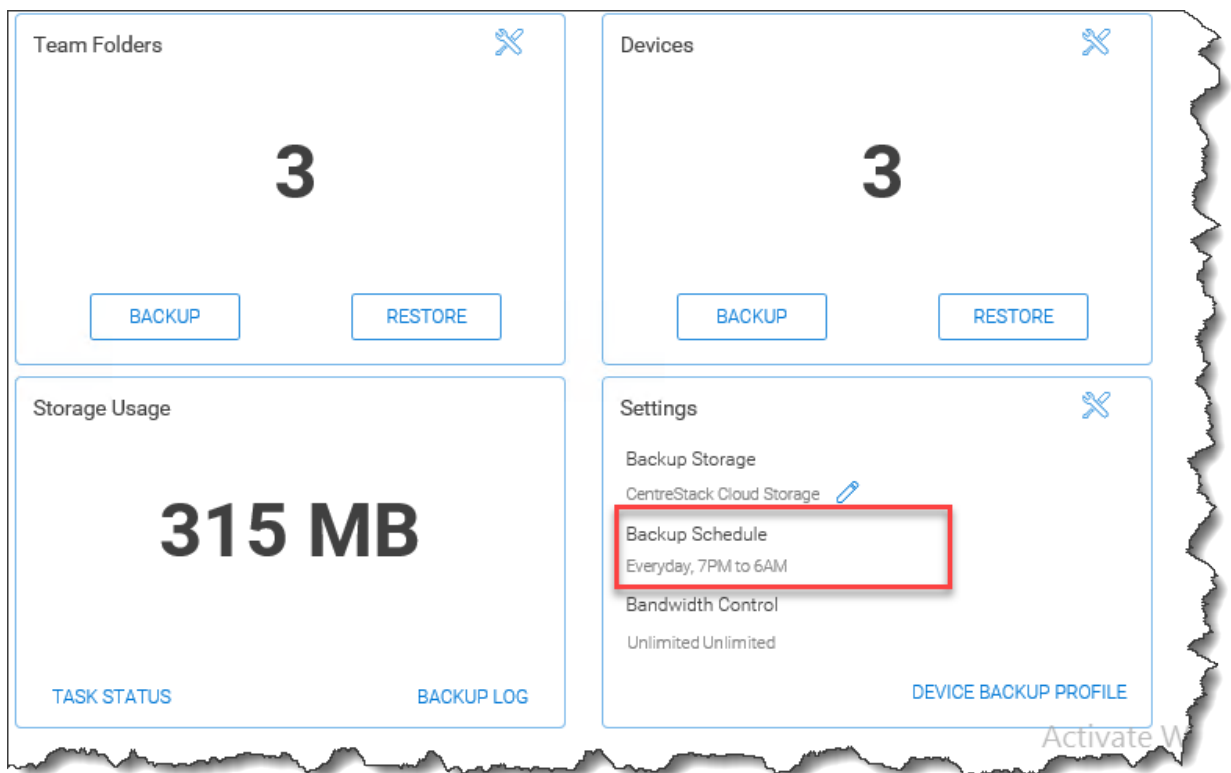 Team Folders
3
BACKUP
RESTORE
Devices
3
BACKUP
RESTORE
Storage Usage
315 MB
TASK STATUS
BACKUP LOG
Settings
Backup Storage
CentreStack Cloud Storage
Backup Schedule
Everyday, 7PM to 6AM
Bandwidth Control
Unlimited Unlimited
DEVICE BACKUP PROFILE
Activate W